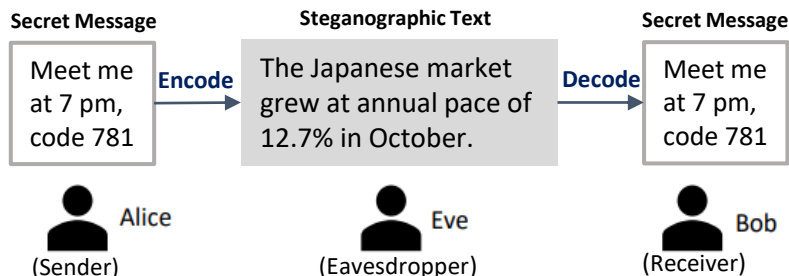 Secret Message
Steganographic Text
Secret Message
Meet me
at 7 pm,
code 781
Encode
The Japanese market
grew at annual pace of
12.7% in October.
Decode
Meet me
at 7 pm,
code 781
Alice
(Sender)
Eve
(Eavesdropper)
Bob
(Receiver)